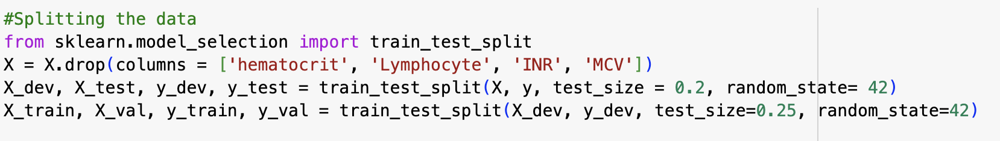 #Splitting the data
from sklearn.model_selection import train_test_split
X = X.drop(columns = ['hematocrit', 'Lymphocyte', 'INR', 'MCV'])
X_dev, X_test, y_dev, y_test = train_test_split(X, y, test_size = 0.2, random_state= 42)
X_train, X_val, y_train, y_val = train_test_split(X_dev, y_dev, test_size=0.25, random_state=42)